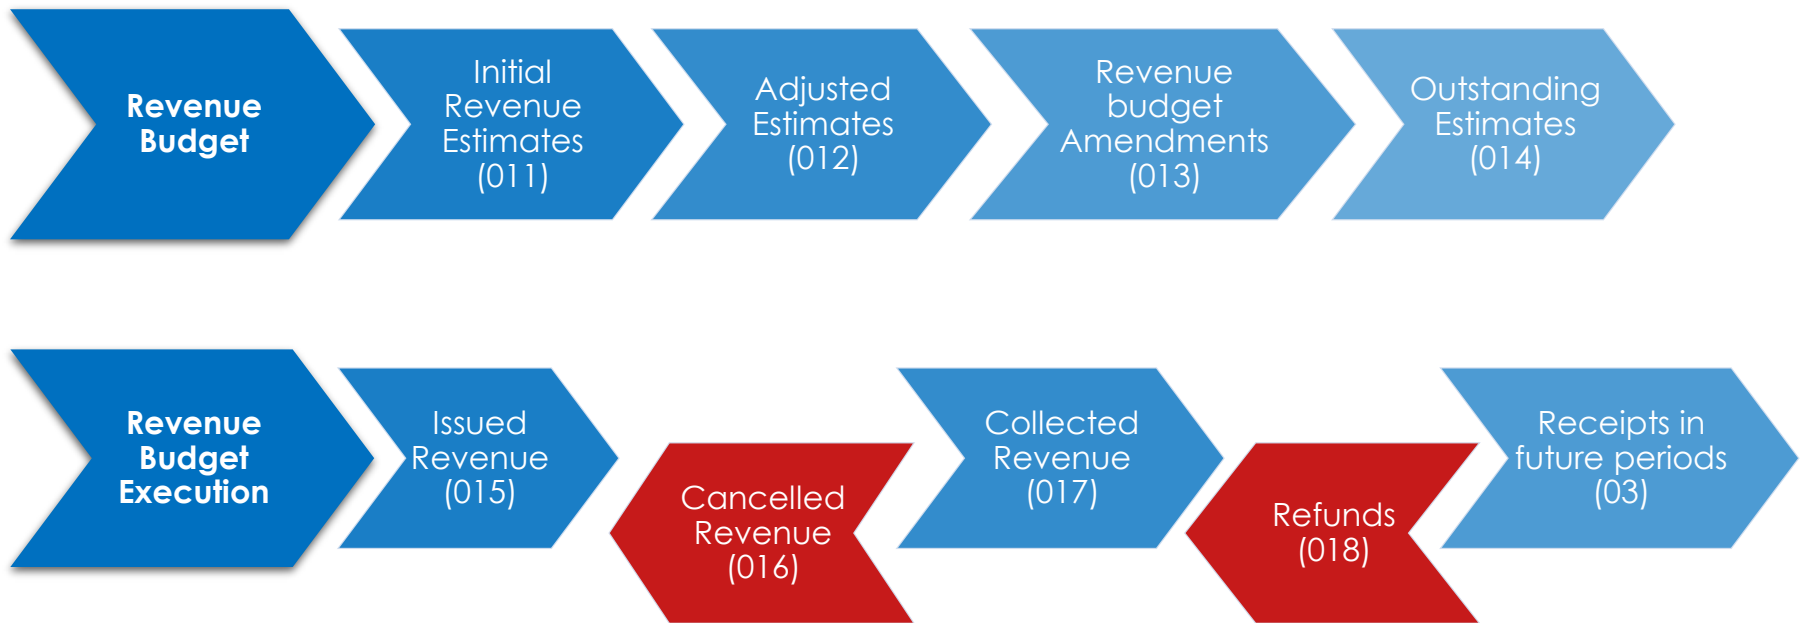 Revenue
Budget
Initial
Revenue
Estimates
(011)
Adjusted
Estimates
(012)
Revenue
budget
Amendments
(013)
Outstanding
Estimates
(014)
Revenue
Budget
Execution
Issued
Revenue
(015)
Cancelled
Revenue
(016)
Collected
Revenue
(017)
Refunds
(018)
Receipts in
future periods
(03)